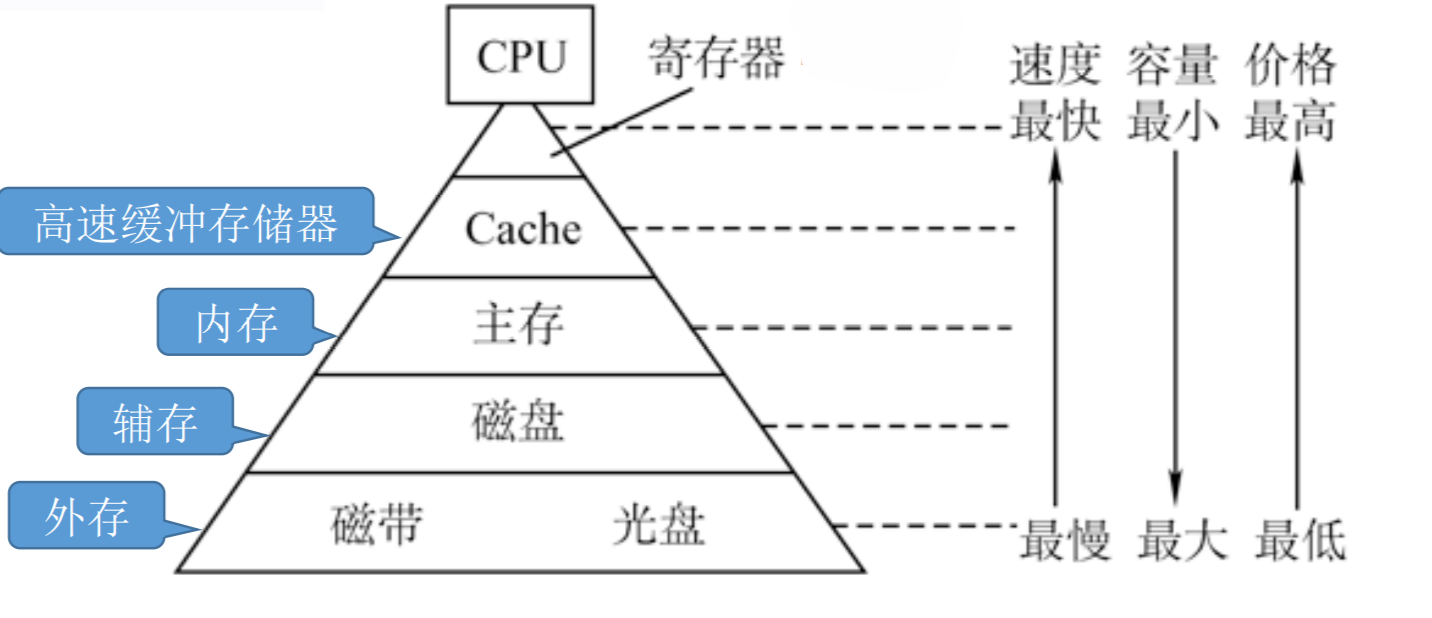 CPU
寄存器
速度 容量 价格
最快 最小 最高
高速缓冲存储器
Cache
内存
主存
辅存
磁盘
外存
磁带 光盘
最慢 最大 最低